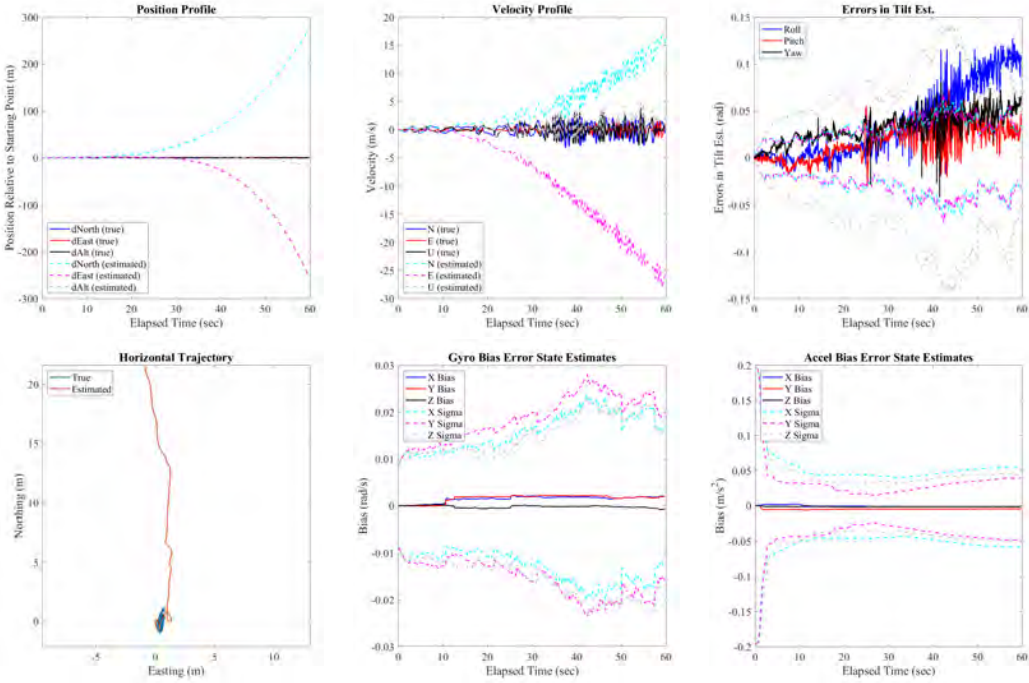 Position Profile
300
200
100
0
-100
-200
-300
Position Relative to Starting Point (m)
dNorth (true)
dEast (true)
dAlt (true)
dNorth (estimated)
dEast (estimated)
dAlt (estimated)
0 10 20 30 40 50 60
Elapsed Time (sec)
Velocity Profile
20
15
10
5
0
-5
-10
-15
-20
-25
-30
Velocity (m/s)
N (true)
E (true)
U (true)
N (estimated)
E (estimated)
U (estimated)
0 10 20 30 40 50 60
Elapsed Time (sec)
Errors in Tilt Est.
0.15
0.1
0.05
0
-0.05
-0.1
-0.15
Errors in Tilt Est. (rad)
Roll
Pitch
Yaw
0 10 20 30 40 50 60
Elapsed Time (sec)
Horizontal Trajectory
20
15
10
5
0
Northing (m)
True
Estimated
-5 0 5 10
Easting (m)
Gyro Bias Error State Estimates
0.03
0.02
0.01
0
-0.01
-0.02
-0.03
Bias (rad/s)
X Bias
Y Bias
Z Bias
X Sigma
Y Sigma
Z Sigma
0 10 20 30 40 50 60
Elapsed Time (sec)
Accel Bias Error State Estimates
0.2
0.15
0.1
0.05
0
-0.05
-0.1
-0.15
-0.2
Bias (m/s²)
X Bias
Y Bias
Z Bias
X Sigma
Y Sigma
Z Sigma
0 10 20 30 40 50 60
Elapsed Time (sec)